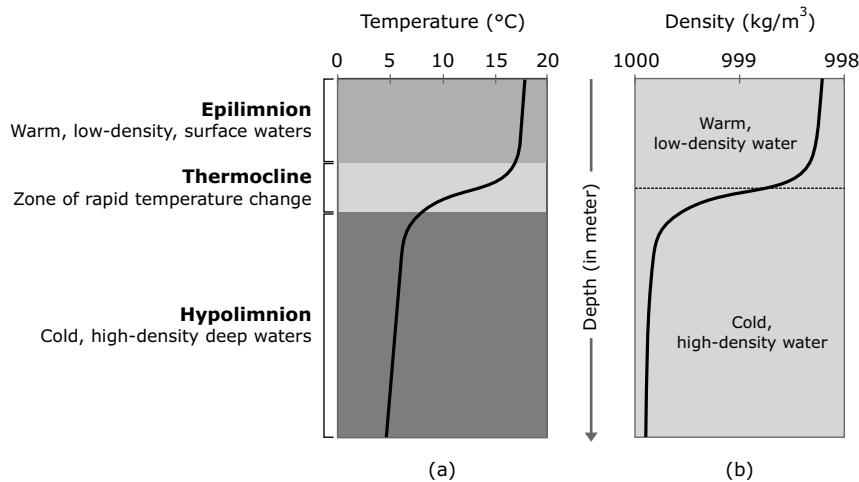 Temperature (°C)
0 5 10 15 20
Density (kg/m³)
1000 999 998
Epilimnion
Warm, low-density, surface waters
Thermocline
Zone of rapid temperature change
Hypolimnion
Cold, high-density deep waters
Depth (in meter)
Warm,
low-density water
Cold,
high-density water
(a)
(b)